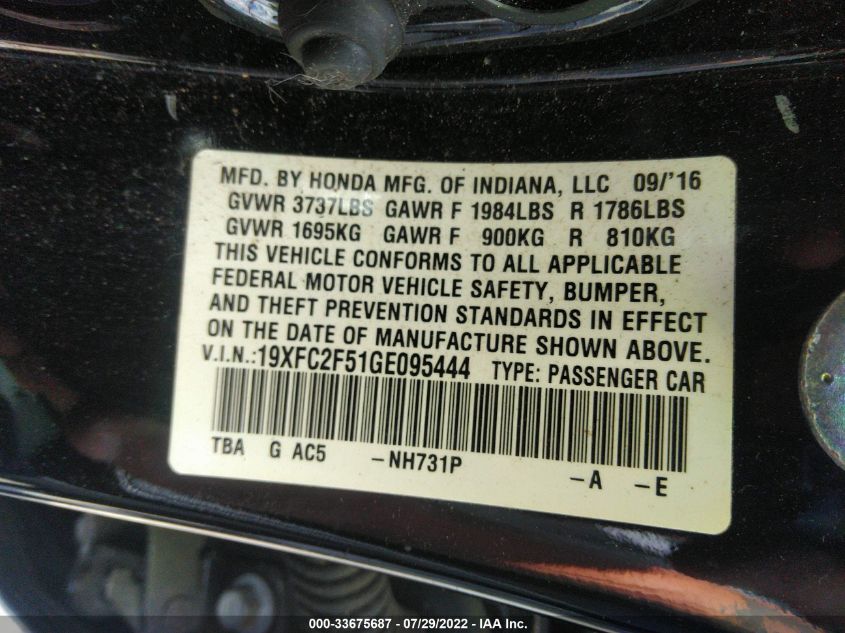 MFD. BY HONDA MFG. OF INDIANA, LLC 09/'16
GVWR 3737LBS GAWR F 1984LBS R 1786LBS
GVWR 1695KG GAWR F 900KG R 810KG
THIS VEHICLE CONFORMS TO ALL APPLICABLE
FEDERAL MOTOR VEHICLE SAFETY, BUMPER,
AND THEFT PREVENTION STANDARDS IN EFFECT
ON THE DATE OF MANUFACTURE SHOWN ABOVE.
V.I.N.:19XFC2F51GE095444 TYPE: PASSENGER CAR
TBA G AC5 -NH731P -A -E
000-33675687 / 07/29/2022 - IAA Inc.